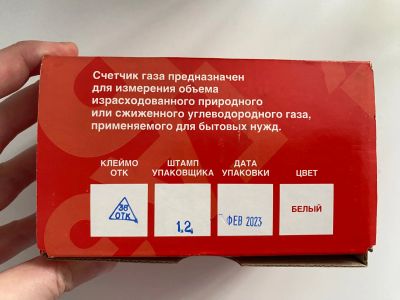 Счетчик газа предназначен
для измерения объема
израсходованного природного
или сжиженного углеводородного газа,
применяемого для бытовых нужд.
КЛЕЙМО
ОТК
ШТАМП
УПАКОВЩИКА
ДАТА
УПАКОВКИ
ЦВЕТ
38
ОТК
1.2
ФЕВ 2023
БЕЛЫЙ